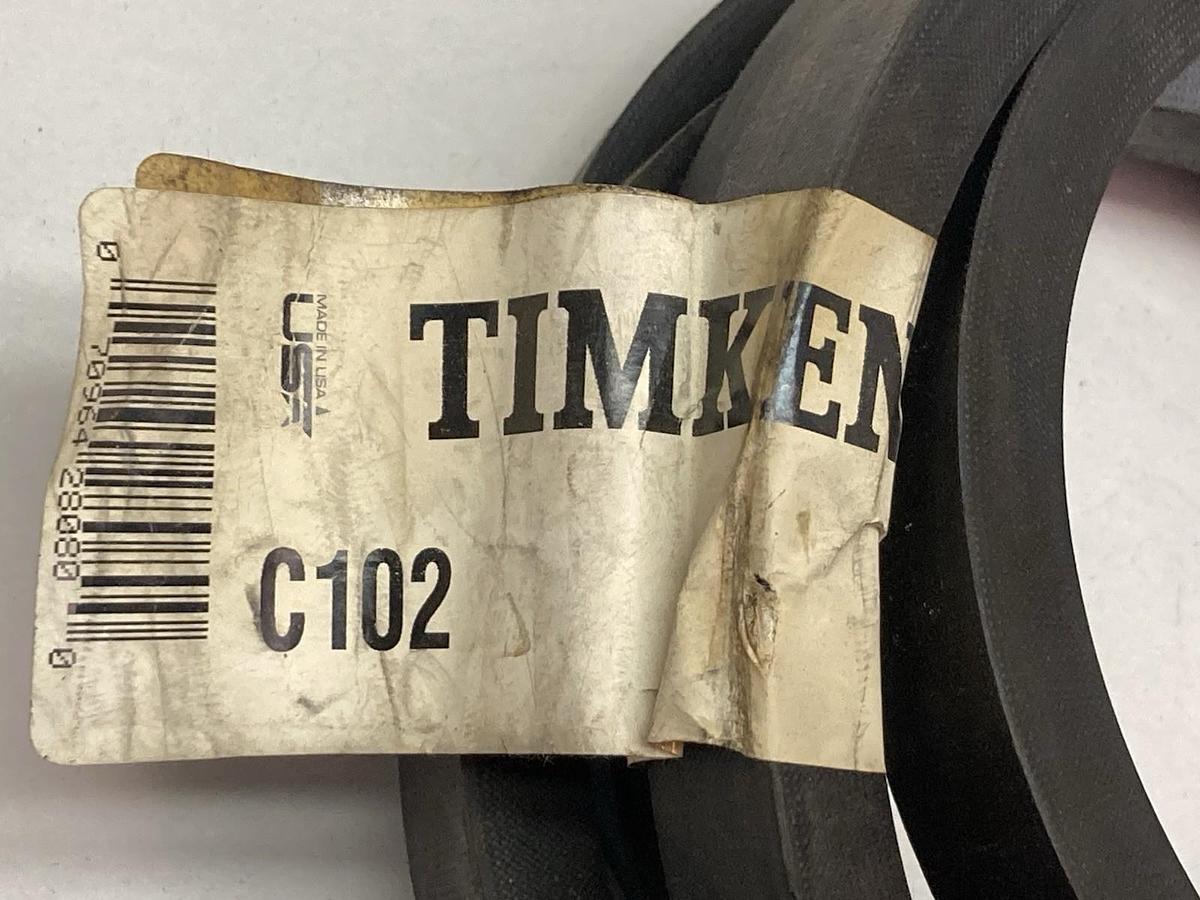 TIMKEN
MADE IN USA
USA
C102
0 70964 28080 0